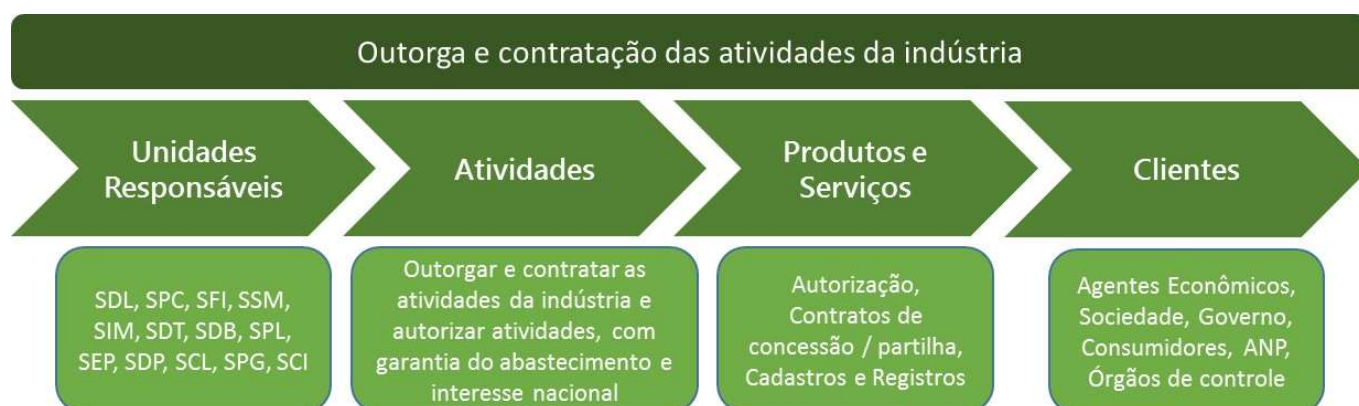 Outorga e contratação das atividades da indústria
Unidades
Responsáveis
Atividades
Produtos e
Serviços
Clientes
SDL, SPC, SFI, SSM,
SIM, SDT, SDB, SPL,
SEP, SDP, SCL, SPG, SCI
Outorgar e contratar as
atividades da indústria e
autorizar atividades, com
garantia do abastecimento e
interesse nacional
Autorização,
Contratos de
concessão / partilha,
Cadastros e Registros
Agentes Econômicos,
Sociedade, Governo,
Consumidores, ANP,
Órgãos de controle